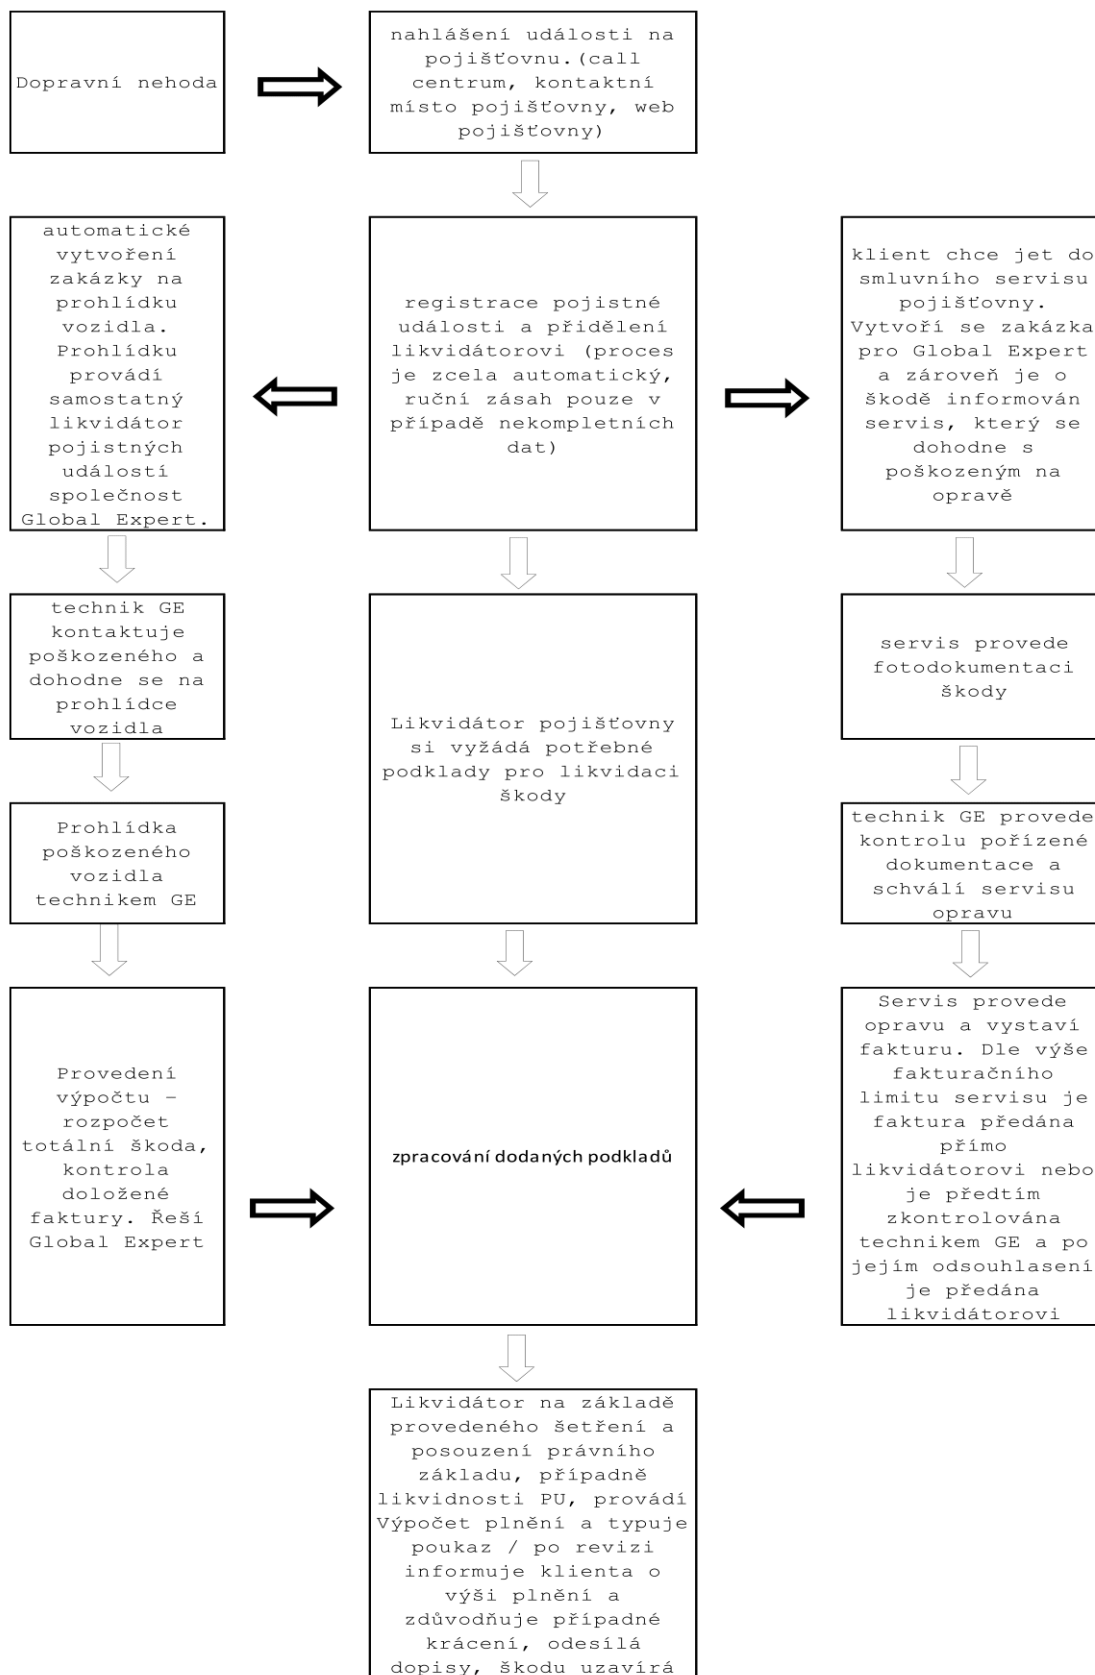 Dopravní nehoda
nahlášení události na
pojišťovnu.(call
centrum, kontaktní
místo pojišťovny, web
pojišťovny)
automatické
vytvoření
zakázky na
prohlídku
vozidla.
Prohlídku
provádí
samostatný
likvidátor
pojistných
událostí
společnost
Global Expert.
registrace pojistné
události a přidělení
likvidátorovi (proces
je zcela automatický,
ruční zásah pouze v
případě nekompletních
dat)
klient chce jet do
smluvního servisu
pojišťovny.
Vytvoří se zakázka
pro Global Expert
a zároveň je o
škodě informován
servis, který se
dohodne s
poškozeným na
opravě
technik GE
kontaktuje
poškozeného a
dohodne se na
prohlídce
vozidla
Likvidátor pojišťovny
si vyžádá potřebné
podklady pro likvidaci
škody
servis provede
fotodokumentaci
škody
Prohlídka
poškozeného
vozidla
technikem GE
technik GE provede
kontrolu pořízené
dokumentace a
schválí servisu
opravu
Provedení
výpočtu –
rozpočet
totální škoda,
kontrola
doložené
faktury. Řeší
Global Expert
zpracování dodaných podkladů
Servis provede
opravu a vystaví
fakturu. Dle výše
fakturačního
limitu servisu je
faktura předána
přímo
likvidátorovi nebo
je předtím
zkontrolována
technikem GE a po
jejím odsouhlasení
je předána
likvidátorovi
Likvidátor na základě
provedeného šetření a
posouzení právního
základu, případně
likvidnosti PU, provádí
Výpočet plnění a typuje
poukaz / po revizi
informuje klienta o
výši plnění a
zdůvodňuje případné
krácení, odesílá
dopisy, škodu uzavírá